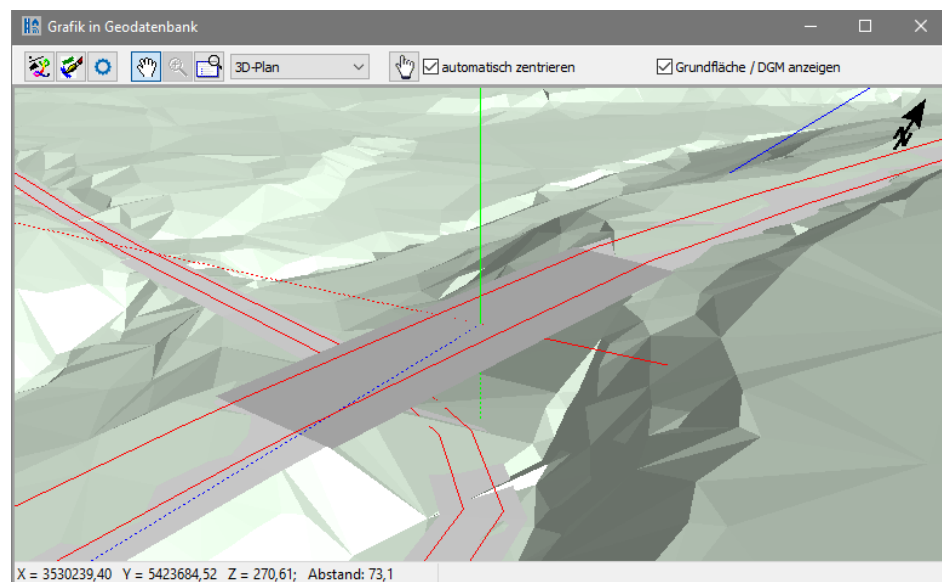 Grafik in Geodatenbank
3D-Plan
automatisch zentrieren
Grundfläche / DGM anzeigen
N
X = 3530239,40 Y = 5423684,52 Z = 270,61; Abstand: 73,1